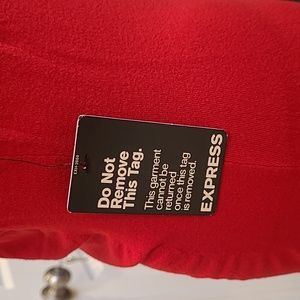 Do Not
Remove
This Tag.
This garment
cannot be
returned
once this tag
is removed.
EXPRESS